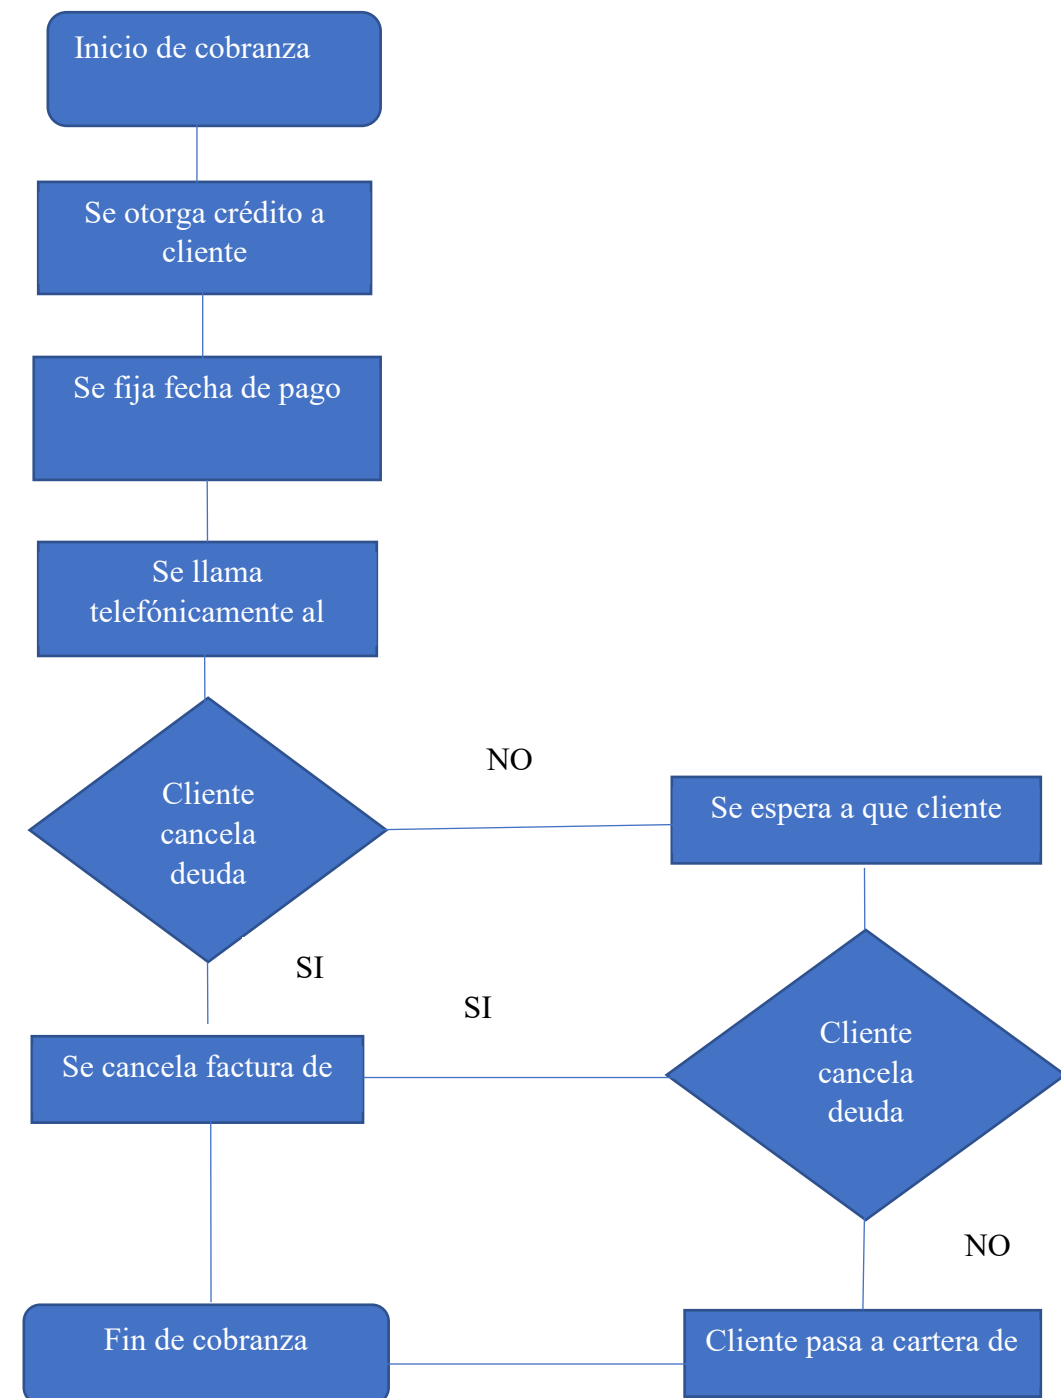 Inicio de cobranza
Se otorga crédito a
cliente
Se fija fecha de pago
Se llama
telefónicamente al
Cliente
cancela
deuda
NO
Se espera a que cliente
SI
SI
Cliente
cancela
deuda
Se cancela factura de
NO
Fin de cobranza
Cliente pasa a cartera de